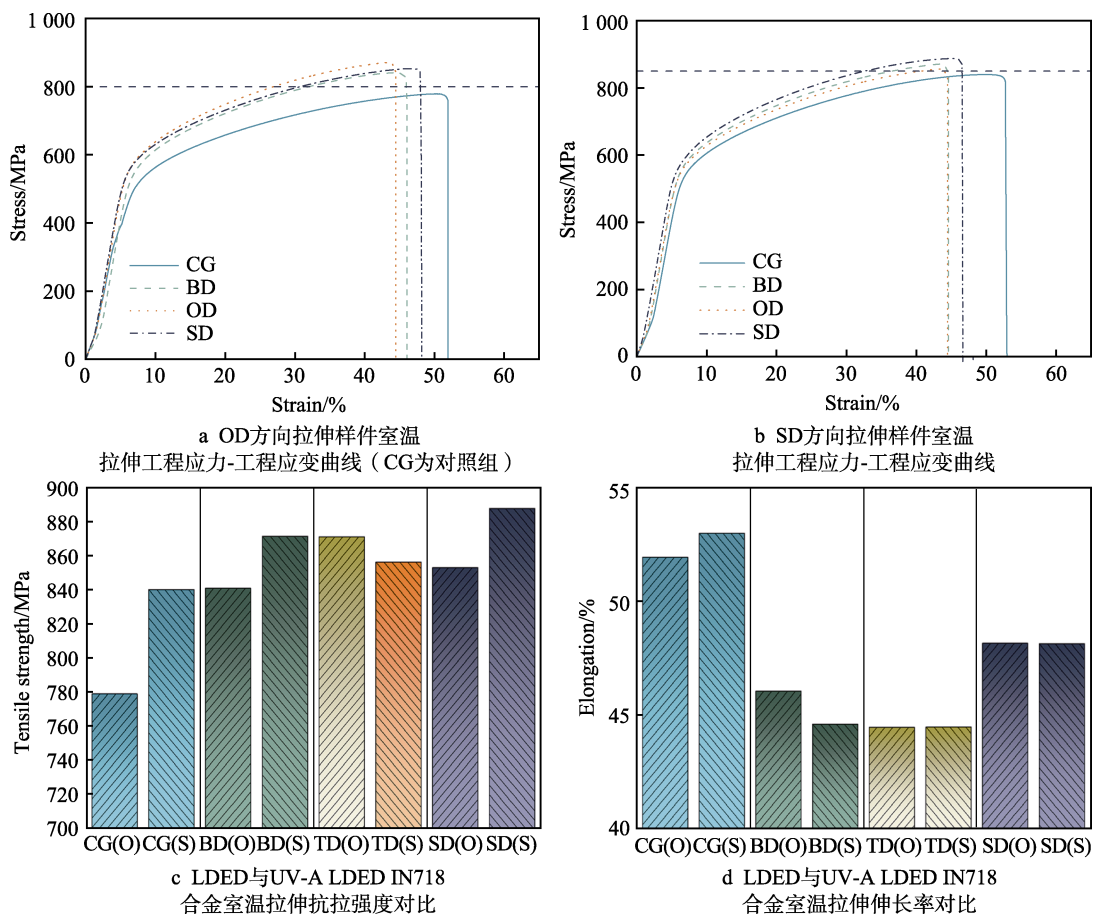 1 000
800
600
400
200
0
Stress/MPa
CG
BD
OD
SD
0 10 20 30 40 50 60
Strain/%
a OD方向拉伸样件室温
拉伸工程应力-工程应变曲线（CG为对照组）
1 000
800
600
400
200
0
Stress/MPa
CG
BD
OD
SD
0 10 20 30 40 50 60
Strain/%
b SD方向拉伸样件室温
拉伸工程应力-工程应变曲线
900
880
860
840
820
800
780
760
740
720
700
Tensile strength/MPa
CG(O) CG(S) BD(O) BD(S) TD(O) TD(S) SD(O) SD(S)
c LDED与UV-A LDED IN718
合金室温拉伸抗拉强度对比
55
50
45
40
Elongation/%
CG(O) CG(S) BD(O) BD(S) TD(O) TD(S) SD(O) SD(S)
d LDED与UV-A LDED IN718
合金室温拉伸伸长率对比